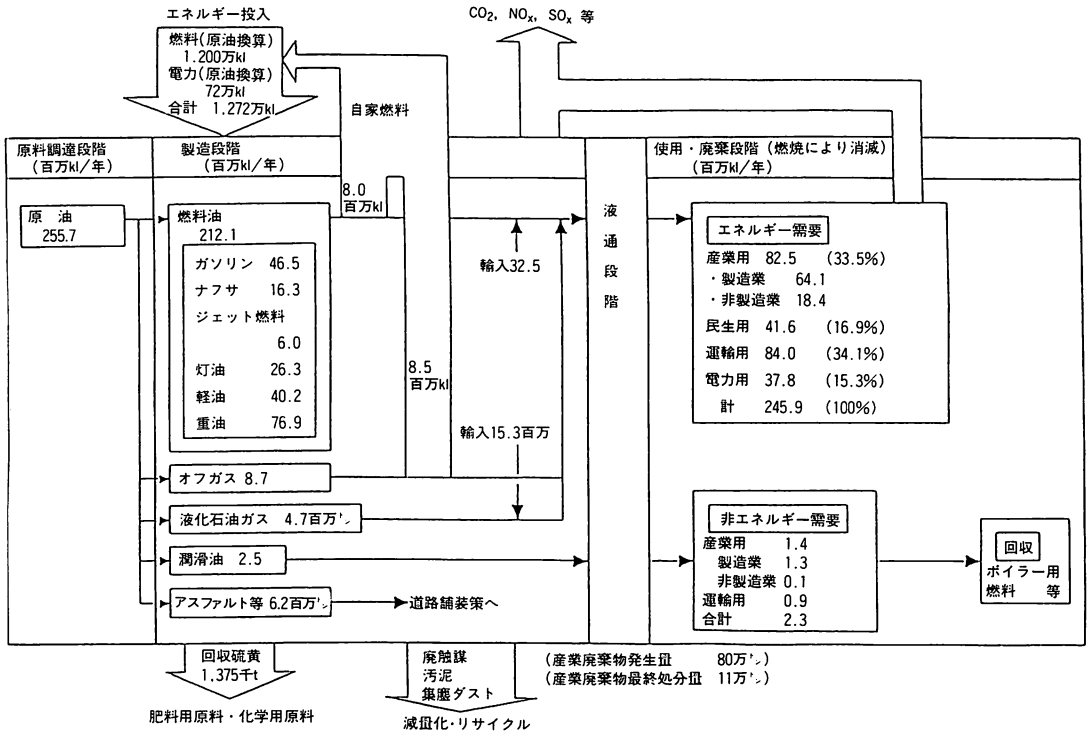 エネルギー投入
燃料(原油換算)
1.200万kl
電力(原油換算)
72万kl
合計 1.272万kl
CO2, NOx, SOx 等
自家燃料
原料調達段階
(百万kl/年)
製造段階
(百万kl/年)
使用・廃棄段階(燃焼により消滅)
(百万kl/年)
原油
255.7
燃料油
212.1
ガソリン 46.5
ナフサ 16.3
ジェット燃料
6.0
灯油 26.3
軽油 40.2
重油 76.9
8.0
百万kl
8.5
百万kl
輸入32.5
輸入15.3百万
液通段階
オフガス 8.7
液化石油ガス 4.7百万㌧
潤滑油 2.5
アスファルト等 6.2百万㌧
道路舗装策へ
エネルギー需要
産業用 82.5 (33.5%)
・製造業 64.1
・非製造業 18.4
民生用 41.6 (16.9%)
運輸用 84.0 (34.1%)
電力用 37.8 (15.3%)
計 245.9 (100%)
非エネルギー需要
産業用 1.4
製造業 1.3
非製造業 0.1
運輸用 0.9
合計 2.3
回収
ボイラー用
燃料 等
回収硫黄
1,375千t
肥料用原料・化学用原料
廃触謀
汚泥
集塵ダスト
減量化・リサイクル
(産業廃棄物発生量 80万㌧)
(産業廃棄物最終処分量 11万㌧)